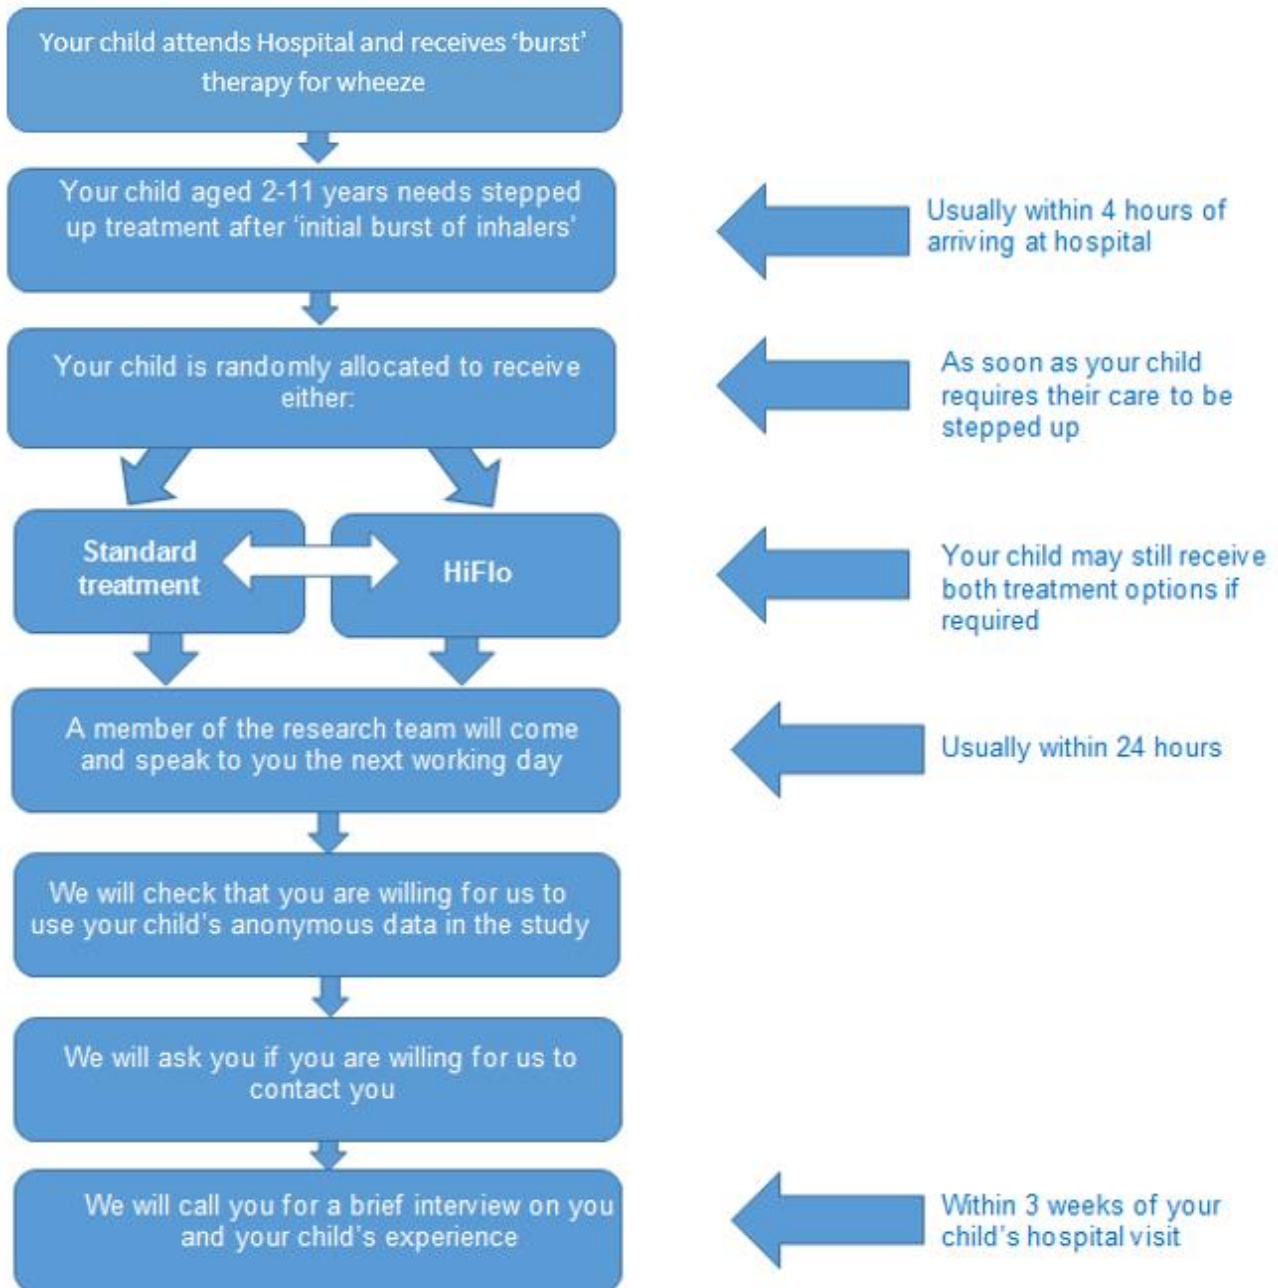 Your child attends Hospital and receives ‘burst’
therapy for wheeze
Your child aged 2-11 years needs stepped
up treatment after ‘initial burst of inhalers’
Usually within 4 hours of
arriving at hospital
Your child is randomly allocated to receive
either:
As soon as your child
requires their care to be
stepped up
Standard
treatment
HiFlo
Your child may still receive
both treatment options if
required
A member of the research team will come
and speak to you the next working day
Usually within 24 hours
We will check that you are willing for us to
use your child's anonymous data in the study
We will ask you if you are willing for us to
contact you
We will call you for a brief interview on you
and your child's experience
Within 3 weeks of your
child's hospital visit